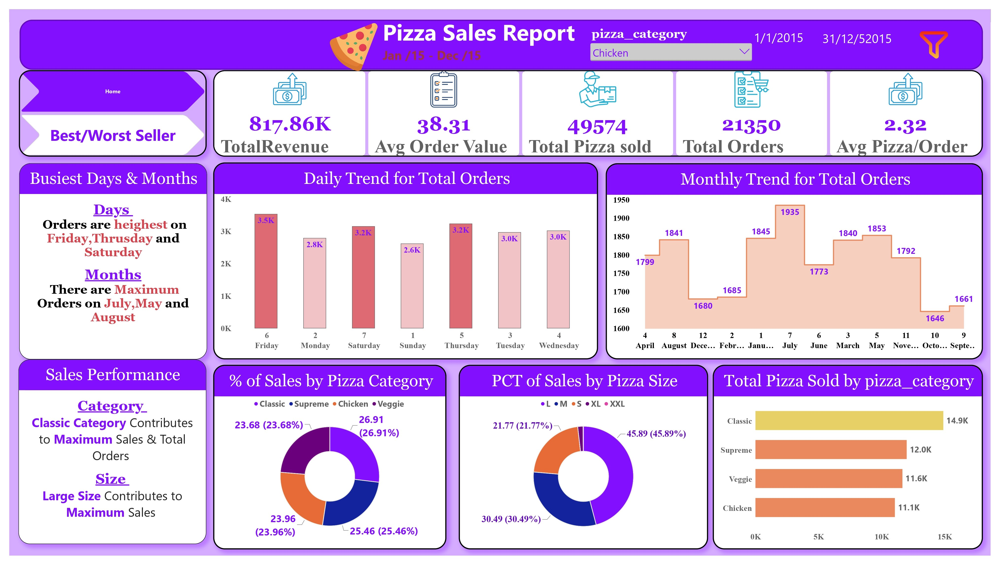 Pizza Sales Report
Jan /15 - Dec /15
pizza_category
Chicken
1/1/2015
31/12/52015
Home
Best/Worst Seller
817.86K
TotalRevenue
38.31
Avg Order Value
49574
Total Pizza sold
21350
Total Orders
2.32
Avg Pizza/Order
Busiest Days & Months
Days
Orders are heighest on
Friday,Thrusday and
Saturday
Months
There are Maximum
Orders on July,May and
August
Daily Trend for Total Orders
4K
3K
2K
1K
0K
3.5K
2.8K
3.2K
2.6K
3.2K
3.0K
3.0K
6 2 7 1 5 3 4
Friday Monday Saturday Sunday Thursday Tuesday Wednesday
Monthly Trend for Total Orders
1950
1900
1850
1800
1750
1700
1650
1600
1799
1841
1680
1685
1845
1935
1773
1840
1853
1792
1646
1661
4 8 12 2 1 7 6 3 5 11 10 9
April August Dece... Febr... Janu... July June March May Nove... Octo... Septe..
Sales Performance
Category
Classic Category Contributes
to Maximum Sales & Total
Orders
Size
Large Size Contributes to
Maximum Sales
% of Sales by Pizza Category
Classic Supreme Chicken Veggie
23.68 (23.68%)
26.91
(26.91%)
23.96
(23.96%)
25.46 (25.46%)
PCT of Sales by Pizza Size
L M S XL XXL
21.77 (21.77%)
45.89 (45.89%)
30.49 (30.49%)
Total Pizza Sold by pizza_category
Classic 14.9K
Supreme 12.0K
Veggie 11.6K
Chicken 11.1K
0K 5K 10K 15K